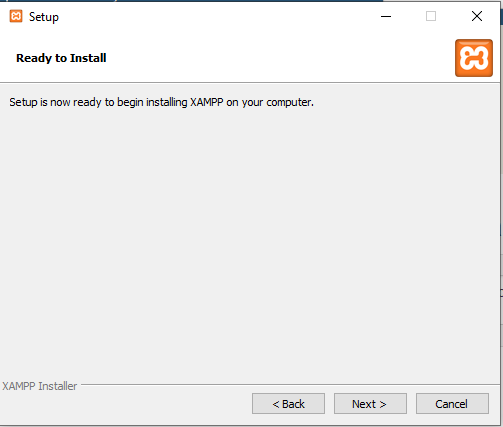 Setup
Ready to Install
Setup is now ready to begin installing XAMPP on your computer.
XAMPP Installer
< Back
Next >
Cancel